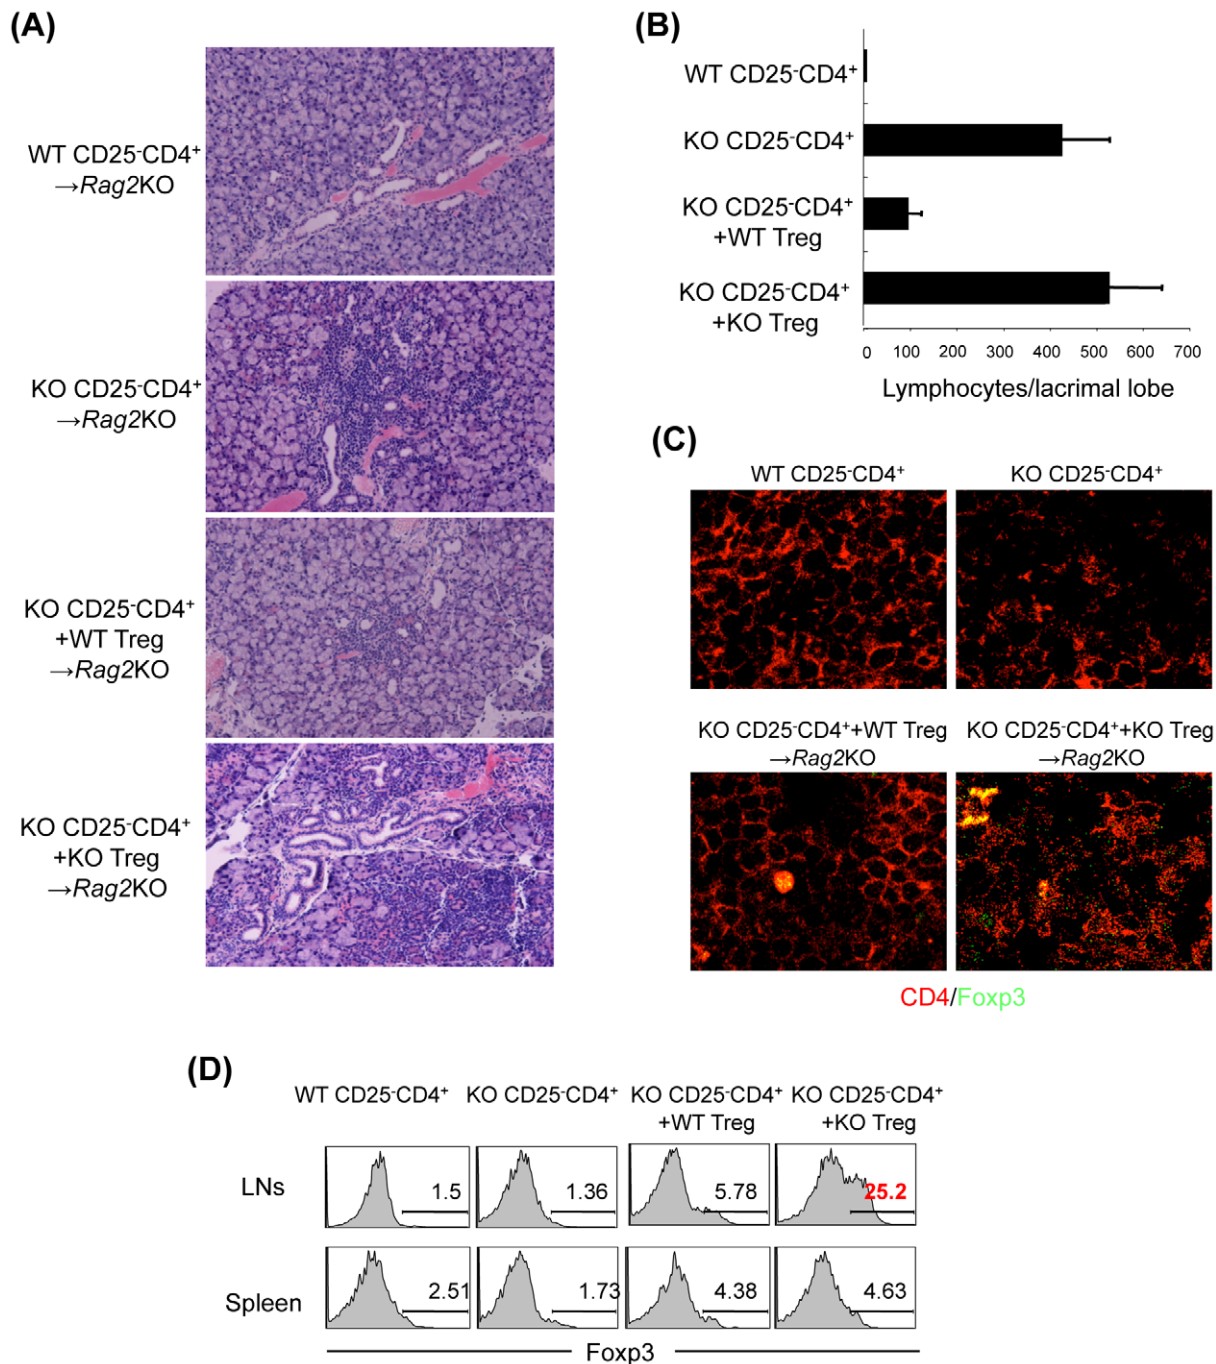 (A)
WT CD25⁻CD4⁺
→Rag2KO
KO CD25⁻CD4⁺
→Rag2KO
KO CD25⁻CD4⁺
+WT Treg
→Rag2KO
KO CD25⁻CD4⁺
+KO Treg
→Rag2KO
(B)
WT CD25⁻CD4⁺
KO CD25⁻CD4⁺
KO CD25⁻CD4⁺
+WT Treg
KO CD25⁻CD4⁺
+KO Treg
0 100 200 300 400 500 600 700
Lymphocytes/lacrimal lobe
(C)
WT CD25⁻CD4⁺ KO CD25⁻CD4⁺
KO CD25⁻CD4⁺+WT Treg
→Rag2KO
KO CD25⁻CD4⁺+KO Treg
→Rag2KO
CD4/Foxp3
(D)
WT CD25⁻CD4⁺ KO CD25⁻CD4⁺ KO CD25⁻CD4⁺ KO CD25⁻CD4⁺
+WT Treg +KO Treg
LNs 1.5 1.36 5.78 25.2
Spleen 2.51 1.73 4.38 4.63
Foxp3